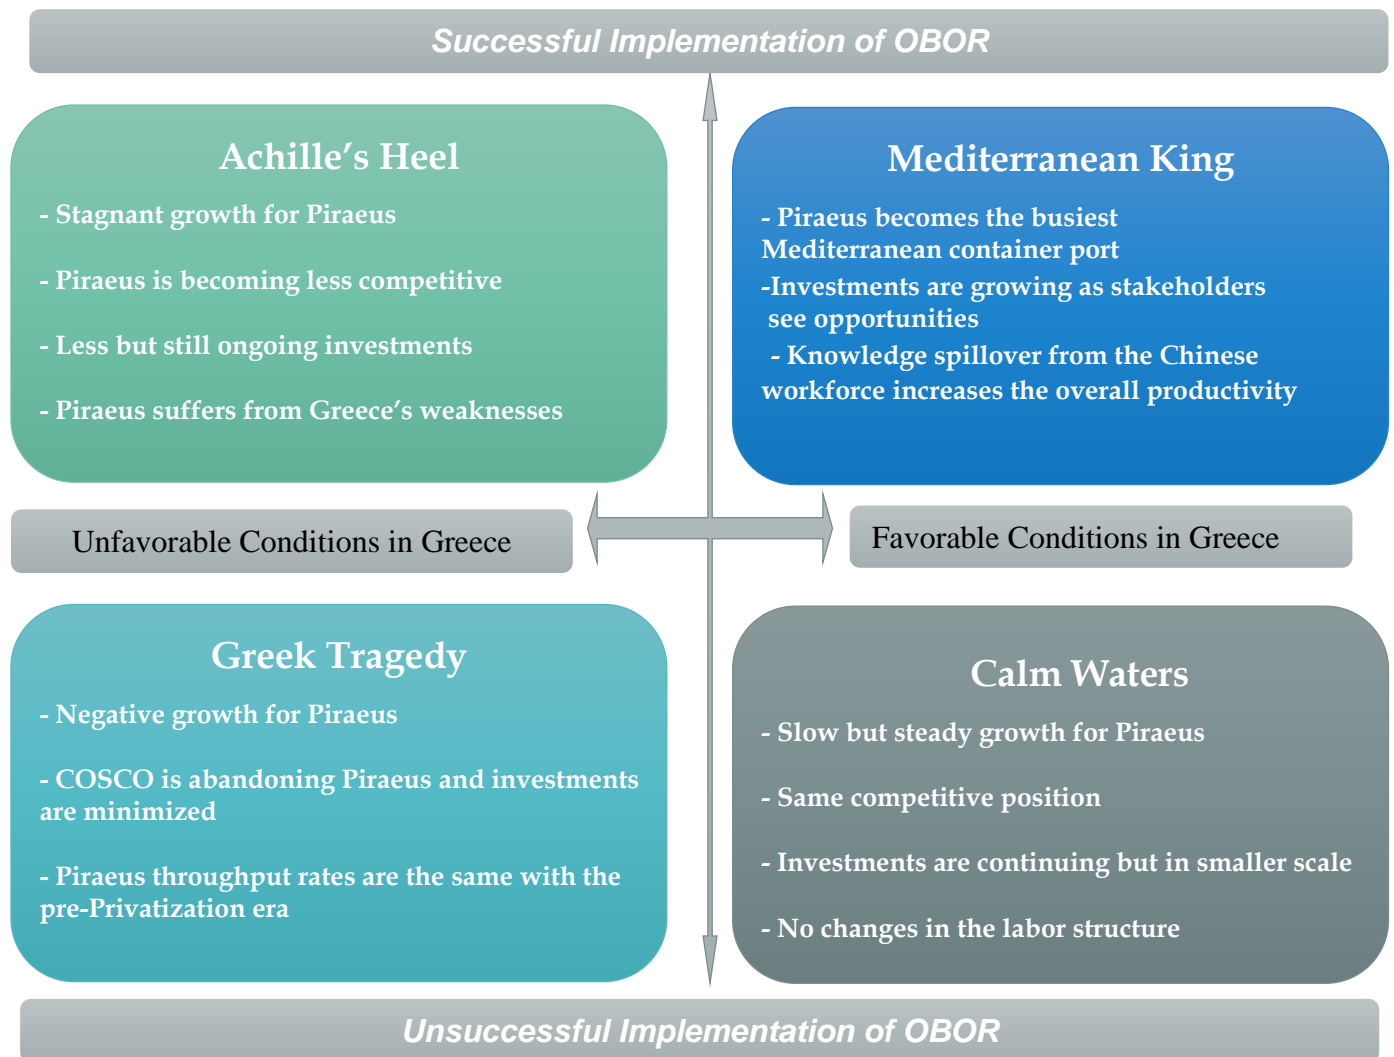 Successful Implementation of OBOR
Achille’s Heel
- Stagnant growth for Piraeus
- Piraeus is becoming less competitive
- Less but still ongoing investments
- Piraeus suffers from Greece’s weaknesses
Mediterranean King
- Piraeus becomes the busiest
Mediterranean container port
-Investments are growing as stakeholders
see opportunities
- Knowledge spillover from the Chinese
workforce increases the overall productivity
Unfavorable Conditions in Greece
Favorable Conditions in Greece
Greek Tragedy
- Negative growth for Piraeus
- COSCO is abandoning Piraeus and investments
are minimized
- Piraeus throughput rates are the same with the
pre-Privatization era
Calm Waters
- Slow but steady growth for Piraeus
- Same competitive position
- Investments are continuing but in smaller scale
- No changes in the labor structure
Unsuccessful Implementation of OBOR